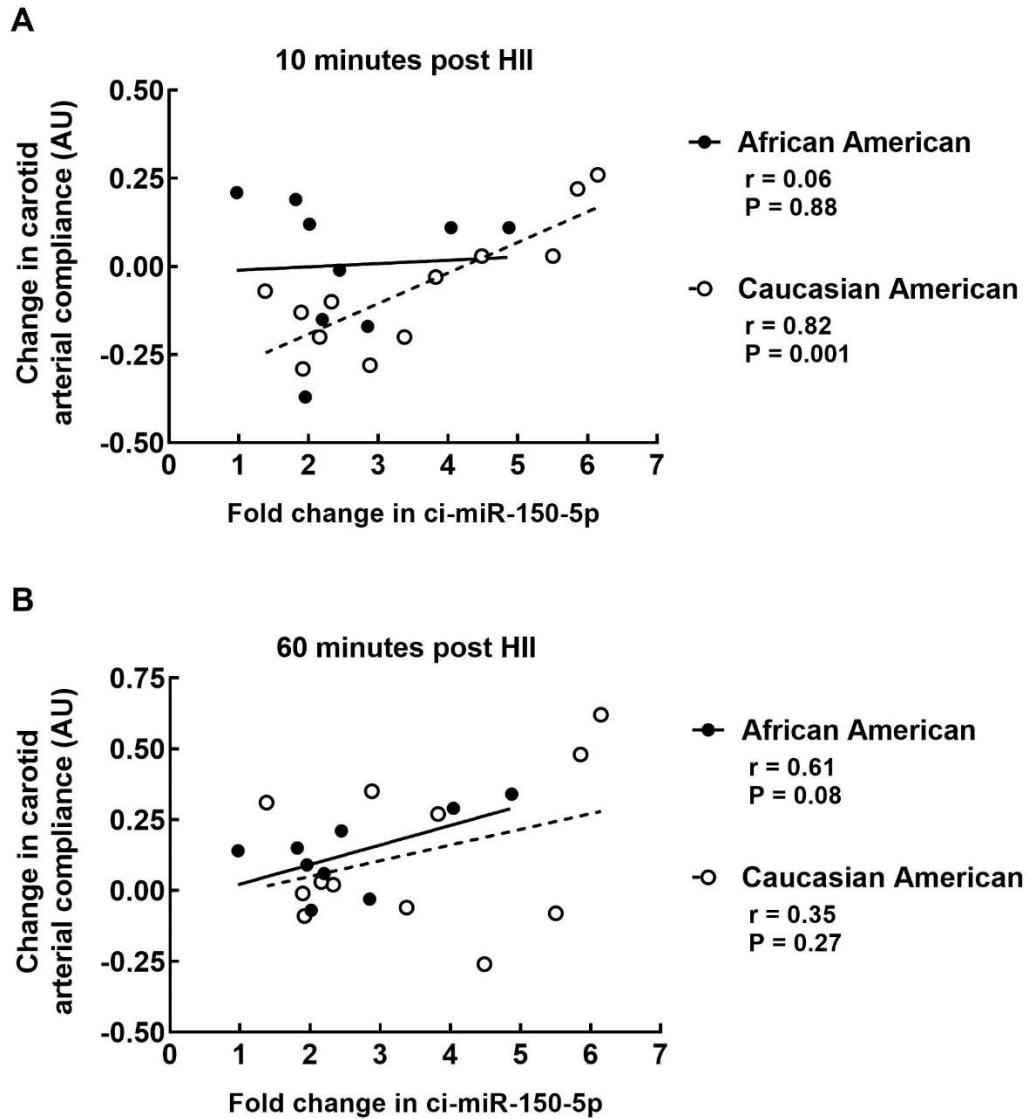 A
10 minutes post HII
Change in carotid
arterial compliance (AU)
0.50
0.25
0.00
-0.25
-0.50
0
1
2
3
4
5
6
7
Fold change in ci-miR-150-5p
African American
r = 0.06
P = 0.88
Caucasian American
r = 0.82
P = 0.001
B
60 minutes post HII
Change in carotid
arterial compliance (AU)
0.75
0.50
0.25
0.00
-0.25
-0.50
0
1
2
3
4
5
6
7
Fold change in ci-miR-150-5p
African American
r = 0.61
P = 0.08
Caucasian American
r = 0.35
P = 0.27